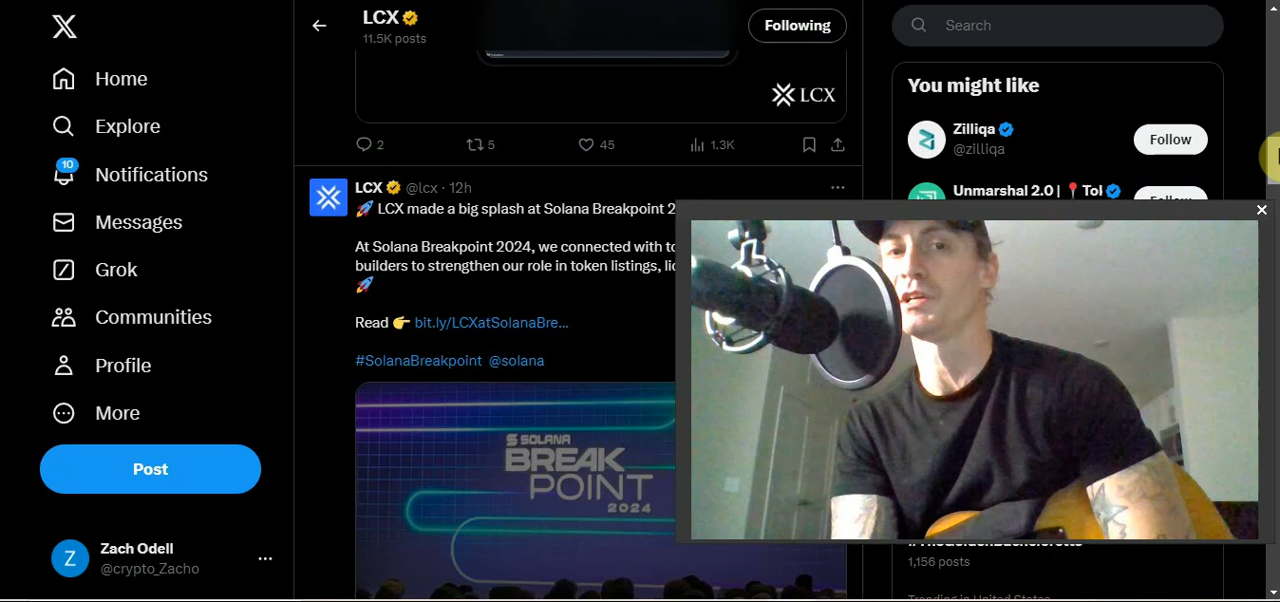 Home
Explore
10
Notifications
Messages
Grok
Communities
Profile
More
Post
Zach Odell
@crypto_Zacho
LCX
11.5K posts
Following
LCX
2
5
45
1.3K
LCX @lcx · 12h
🚀 LCX made a big splash at Solana Breakpoint 2
At Solana Breakpoint 2024, we connected with
builders to strengthen our role in token listings,
🚀
Read 👉 bit.ly/LCXatSolanaBre...
#SolanaBreakpoint @solana
SOLANA
BREAK
POINT
2024
Search
You might like
Zilliqa
@zilliqa
Follow
Unmarshal 2.0 | 📍
1,156 posts
Trending in United States